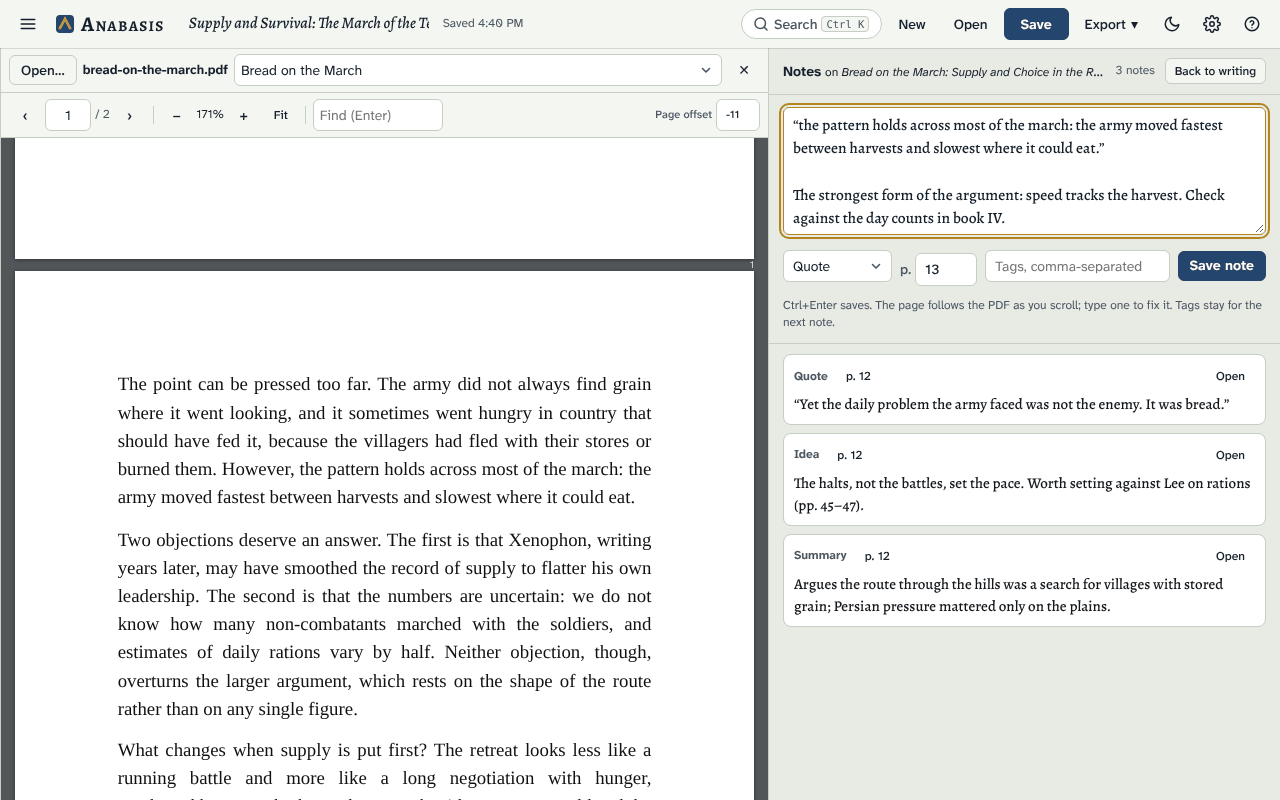 ANABASIS
Supply and Survival: The March of the
Saved 4:40 PM
Search Ctrl K
New
Open
Save
Export ▾
Open…
bread-on-the-march.pdf
Bread on the March
✕
‹ 1 / 2 ›
− 171% +
Fit
Find (Enter)
Page offset -11
The point can be pressed too far. The army did not always find grain
where it went looking, and it sometimes went hungry in country that
should have fed it, because the villagers had fled with their stores or
burned them. However, the pattern holds across most of the march: the
army moved fastest between harvests and slowest where it could eat.
Two objections deserve an answer. The first is that Xenophon, writing
years later, may have smoothed the record of supply to flatter his own
leadership. The second is that the numbers are uncertain: we do not
know how many non-combatants marched with the soldiers, and
estimates of daily rations vary by half. Neither objection, though,
overturns the larger argument, which rests on the shape of the route
rather than on any single figure.
What changes when supply is put first? The retreat looks less like a
running battle and more like a long negotiation with hunger,
Notes on Bread on the March: Supply and Choice in the R…
3 notes
Back to writing
“the pattern holds across most of the march: the army moved fastest
between harvests and slowest where it could eat.”
The strongest form of the argument: speed tracks the harvest. Check
against the day counts in book IV.
Quote
p. 13
Tags, comma-separated
Save note
Ctrl+Enter saves. The page follows the PDF as you scroll; type one to fix it. Tags stay for the
next note.
Quote p. 12 Open
“Yet the daily problem the army faced was not the enemy. It was bread.”
Idea p. 12 Open
The halts, not the battles, set the pace. Worth setting against Lee on rations
(pp. 45–47).
Summary p. 12 Open
Argues the route through the hills was a search for villages with stored
grain; Persian pressure mattered only on the plains.